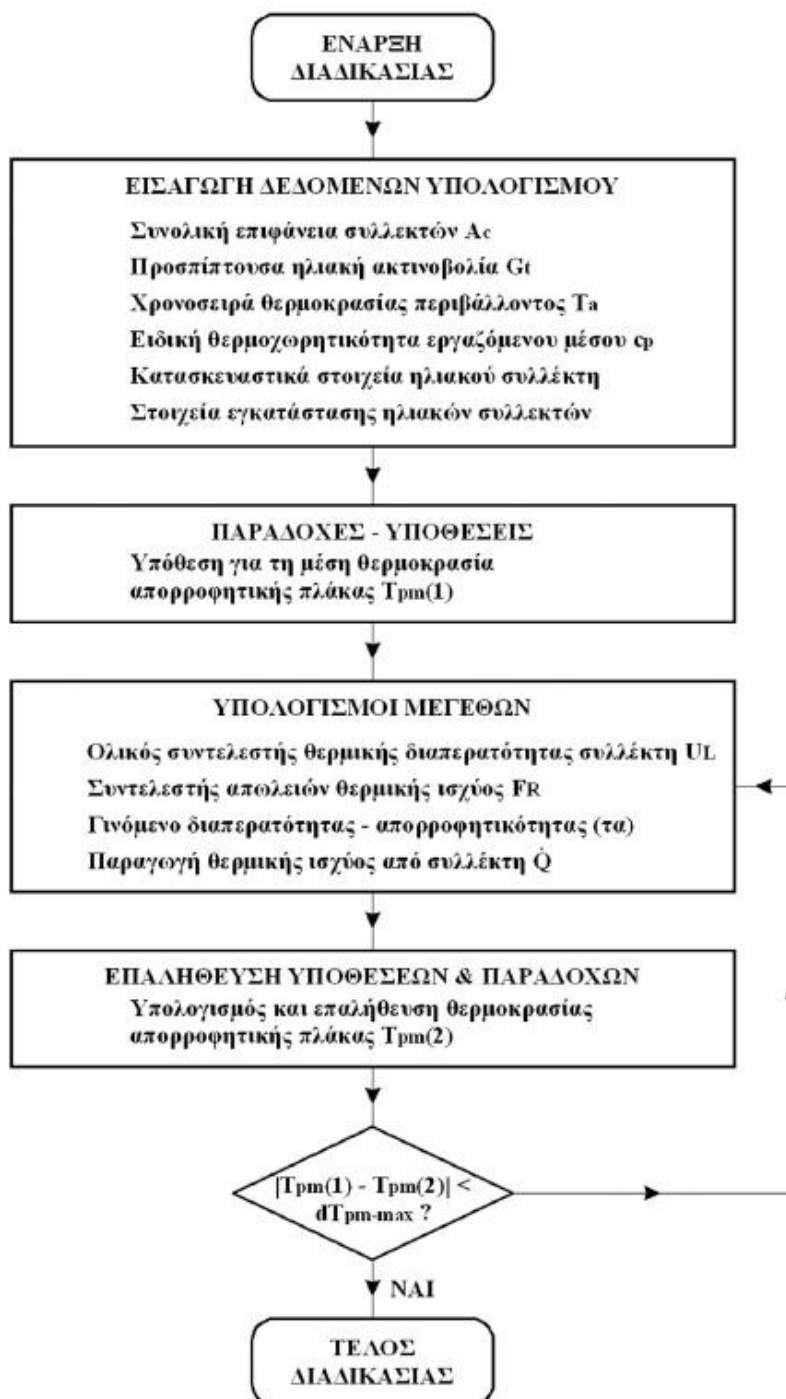 ΕΝΑΡΞΗ
ΔΙΑΔΙΚΑΣΙΑΣ
ΕΙΣΑΓΩΓΗ ΔΕΔΟΜΕΝΩΝ ΥΠΟΛΟΓΙΣΜΟΥ
Συνολική επιφάνεια συλλεκτών Ac
Προσπίπτουσα ηλιακή ακτινοβολία Gt
Χρονοσειρά θερμοκρασίας περιβάλλοντος Ta
Ειδική θερμοχωρητικότητα εργαζόμενου μέσου cp
Κατασκευαστικά στοιχεία ηλιακού συλλέκτη
Στοιχεία εγκατάστασης ηλιακών συλλεκτών
ΠΑΡΑΔΟΧΕΣ - ΥΠΟΘΕΣΕΙΣ
Υπόθεση για τη μέση θερμοκρασία
απορροφητικής πλάκας Tpm(1)
ΥΠΟΛΟΓΙΣΜΟΙ ΜΕΓΕΘΩΝ
Ολικός συντελεστής θερμικής διαπερατότητας συλλέκτη UL
Συντελεστής απωλειών θερμικής ισχύος FR
Γινόμενο διαπερατότητας - απορροφητικότητας (τα)
Παραγωγή θερμικής ισχύος από συλλέκτη Q̇
ΕΠΑΛΗΘΕΥΣΗ ΥΠΟΘΕΣΕΩΝ & ΠΑΡΑΔΟΧΩΝ
Υπολογισμός και επαλήθευση θερμοκρασίας
απορροφητικής πλάκας Tpm(2)
|Tpm(1) - Tpm(2)| <
dTpm-max ?
ΝΑΙ
ΤΕΛΟΣ
ΔΙΑΔΙΚΑΣΙΑΣ